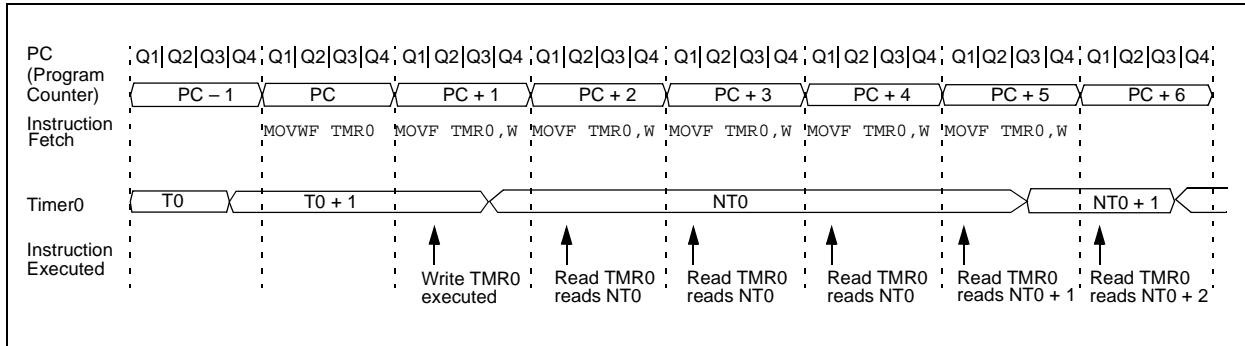 PC
(Program
Counter)
Q1 Q2 Q3 Q4 Q1 Q2 Q3 Q4 Q1 Q2 Q3 Q4 Q1 Q2 Q3 Q4 Q1 Q2 Q3 Q4 Q1 Q2 Q3 Q4 Q1 Q2 Q3 Q4 Q1 Q2 Q3 Q4
PC – 1 PC PC + 1 PC + 2 PC + 3 PC + 4 PC + 5 PC + 6
Instruction
Fetch
MOVWF TMR0 MOVF TMR0,W MOVF TMR0,W MOVF TMR0,W MOVF TMR0,W MOVF TMR0,W
Timer0
T0 T0 + 1 NT0 NT0 + 1
Instruction
Executed
Write TMR0
executed
Read TMR0
reads NT0
Read TMR0
reads NT0
Read TMR0
reads NT0
Read TMR0
reads NT0 + 1
Read TMR0
reads NT0 + 2